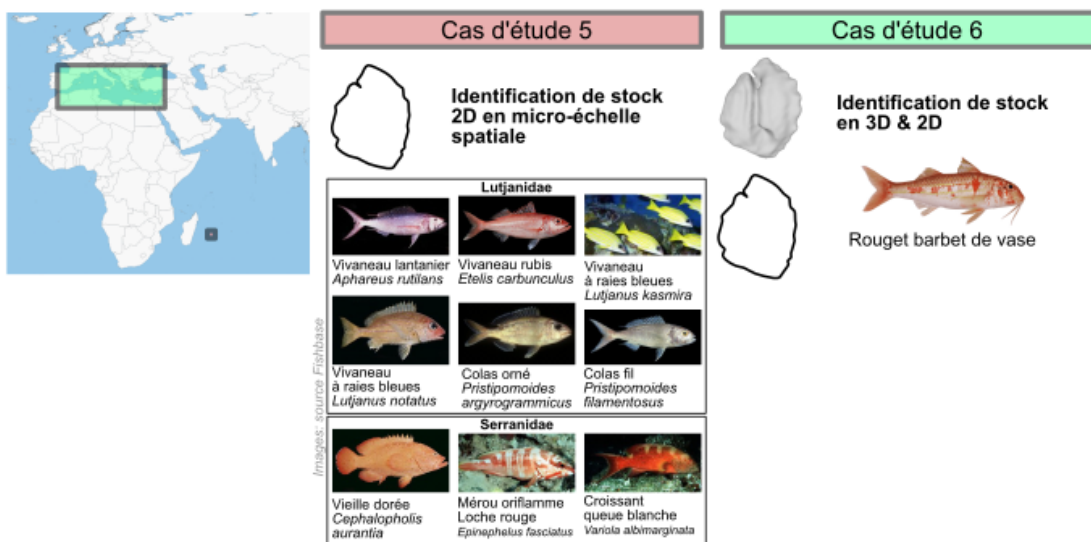 Cas d'étude 5
Cas d'étude 6
Identification de stock
2D en micro-échelle
spatiale
Identification de stock
en 3D & 2D
Rouget barbet de vase
Lutjanidae
Vivaneau lantanier
Aphareus rutilans
Vivaneau rubis
Etelis carbunculus
Vivaneau
à raies bleues
Lutjanus kasmira
Vivaneau
à raies bleues
Lutjanus notatus
Colas orné
Pristipomoides
argyrogrammicus
Colas fil
Pristipomoides
filamentosus
Serranidae
Vieille dorée
Cephalopholis
aurantia
Mérou oriflamme
Loche rouge
Epinephelus fasciatus
Croissant
queue blanche
Variola albimarginata
Images: source Fishbase